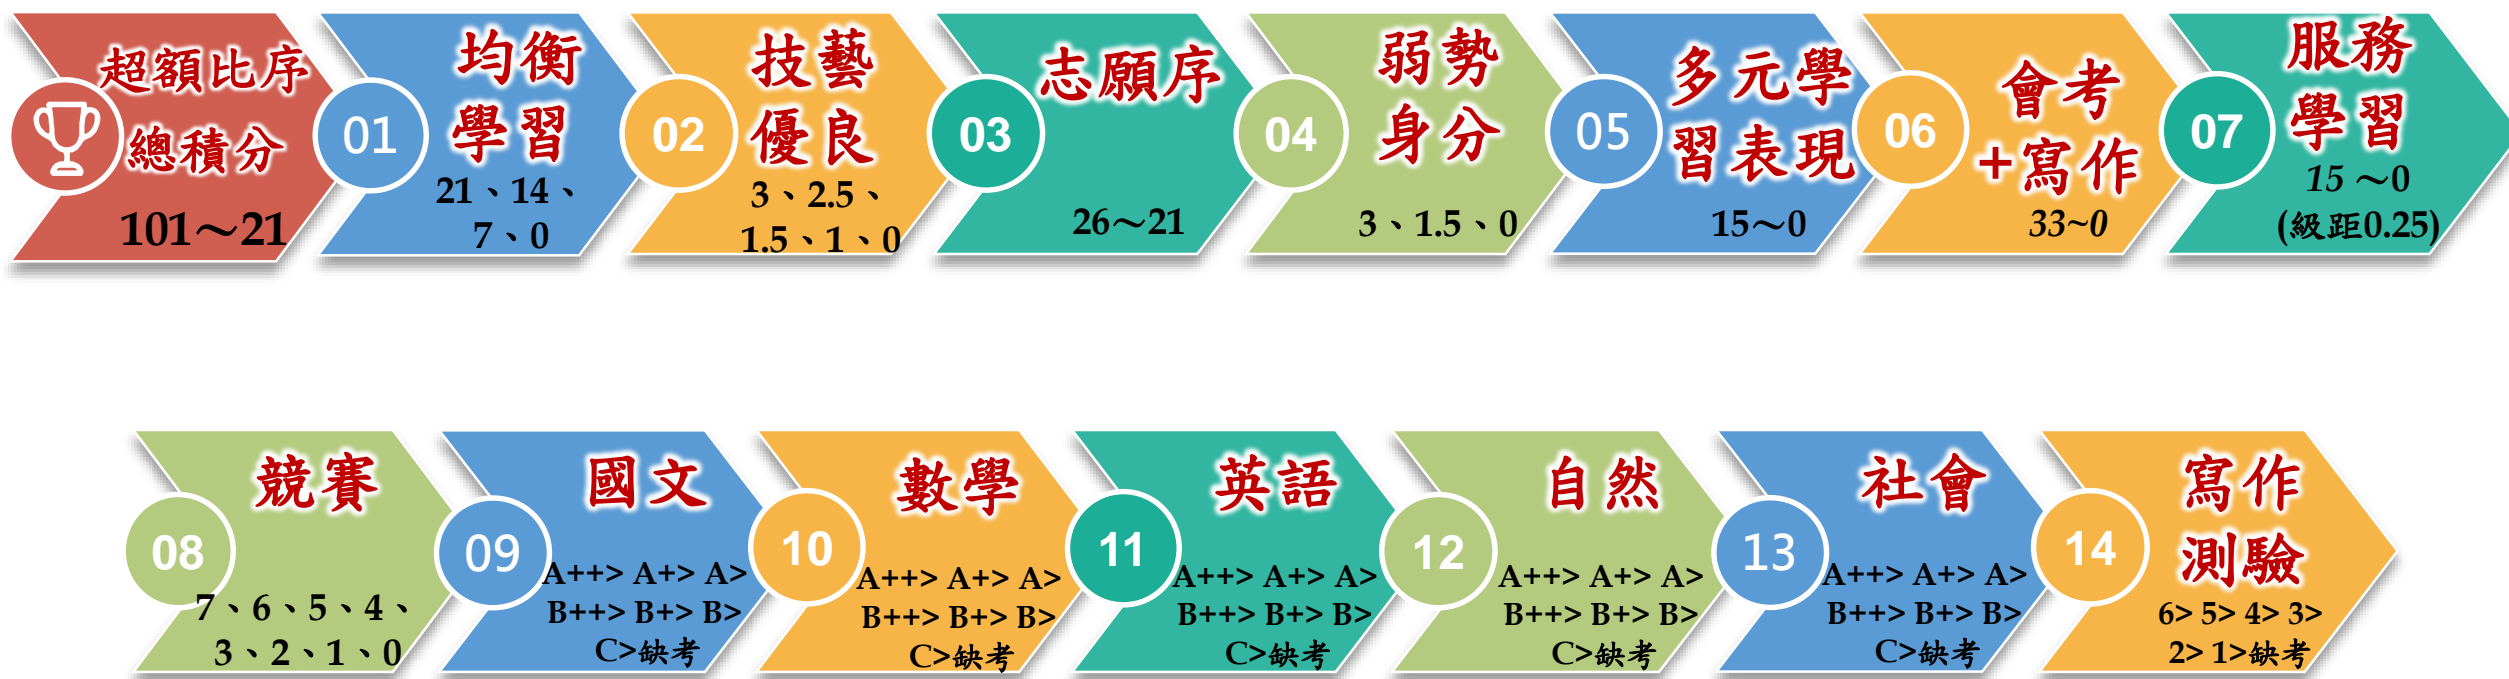 超額比序
總積分
101～21
01
均衡
學習
21、14、
7、0
02
技藝
優良
3、2.5、
1.5、1、0
03
志願序
26～21
04
弱勢
身分
3、1.5、0
05
多元學
習表現
15～0
06
會考
+寫作
33~0
07
服務
學習
15～0
(級距0.25)
08
競賽
7、6、5、4、
3、2、1、0
09
國文
A++> A+> A>
B++> B+> B>
C>缺考
10
數學
A++> A+> A>
B++> B+> B>
C>缺考
11
英語
A++> A+> A>
B++> B+> B>
C>缺考
12
自然
A++> A+> A>
B++> B+> B>
C>缺考
13
社會
A++> A+> A>
B++> B+> B>
C>缺考
14
寫作
測驗
6> 5> 4> 3>
2> 1>缺考